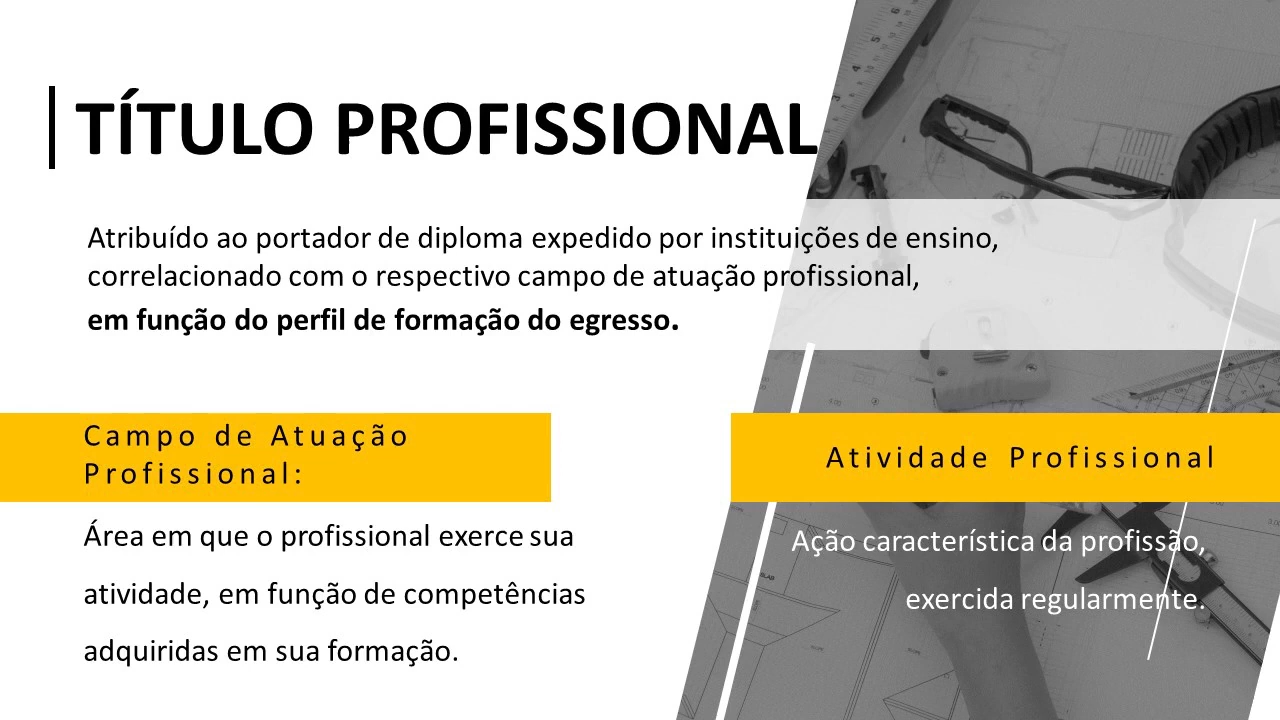 TÍTULO PROFISSIONAL
Atribuído ao portador de diploma expedido por instituições de ensino,
correlacionado com o respectivo campo de atuação profissional,
em função do perfil de formação do egresso.
Campo de Atuação
Profissional:
Área em que o profissional exerce sua
atividade, em função de competências
adquiridas em sua formação.
Atividade Profissional
Ação característica da profissão,
exercida regularmente.